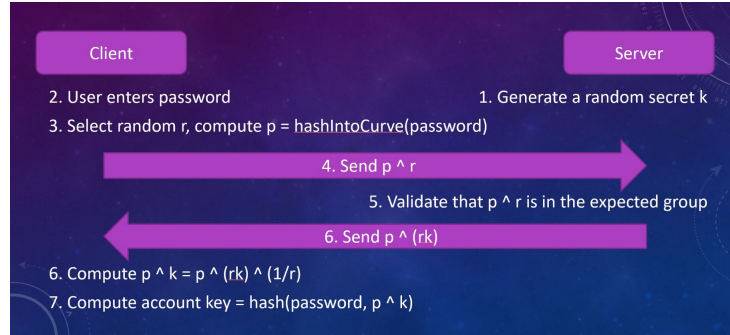 Client
Server
2. User enters password
1. Generate a random secret k
3. Select random r, compute p = hashIntoCurve(password)
4. Send p ^ r
5. Validate that p ^ r is in the expected group
6. Send p ^ (rk)
6. Compute p ^ k = p ^ (rk) ^ (1/r)
7. Compute account key = hash(password, p ^ k)